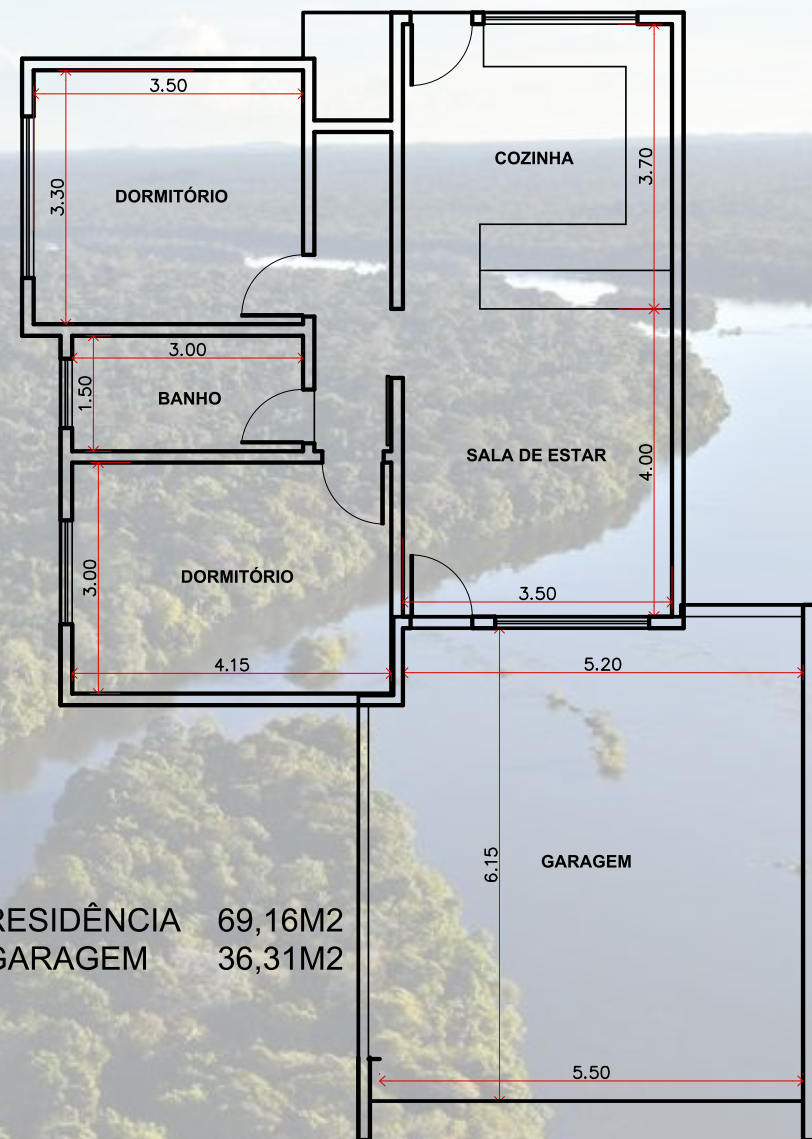 3.50
COZINHA
3.70
DORMITÓRIO
3.30
3.00
1.50
BANHO
SALA DE ESTAR
4.00
DORMITÓRIO
3.00
3.50
4.15
5.20
6.15
GARAGEM
RESIDÊNCIA 69,16M2
GARAGEM 36,31M2
5.50